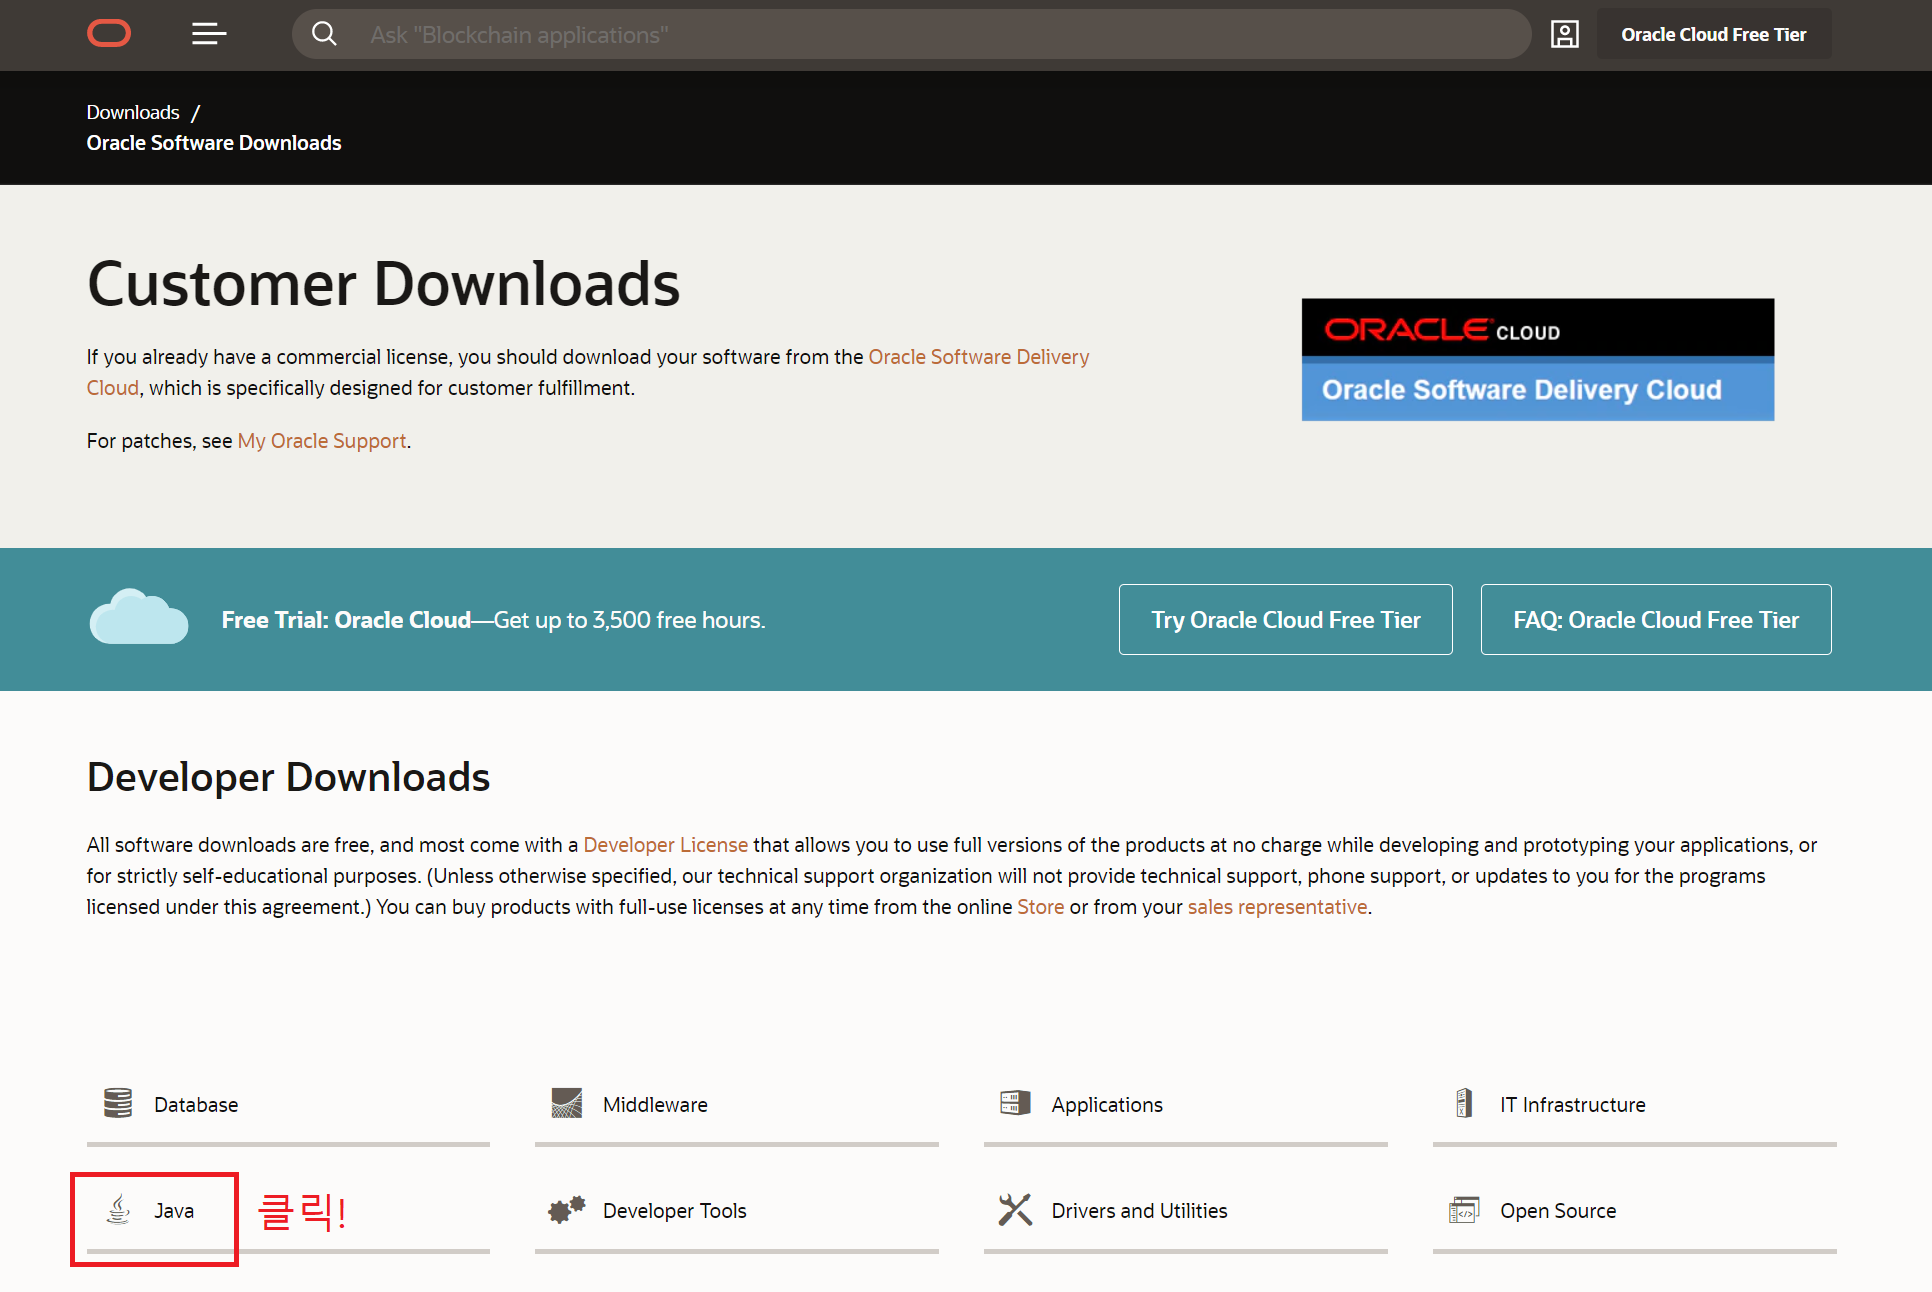 Ask "Blockchain applications"
Oracle Cloud Free Tier
Downloads /
Oracle Software Downloads
Customer Downloads
If you already have a commercial license, you should download your software from the Oracle Software Delivery
Cloud, which is specifically designed for customer fulfillment.
For patches, see My Oracle Support.
ORACLE CLOUD
Oracle Software Delivery Cloud
Free Trial: Oracle Cloud—Get up to 3,500 free hours.
Try Oracle Cloud Free Tier
FAQ: Oracle Cloud Free Tier
Developer Downloads
All software downloads are free, and most come with a Developer License that allows you to use full versions of the products at no charge while developing and prototyping your applications, or
for strictly self-educational purposes. (Unless otherwise specified, our technical support organization will not provide technical support, phone support, or updates to you for the programs
licensed under this agreement.) You can buy products with full-use licenses at any time from the online Store or from your sales representative.
Database
Middleware
Applications
IT Infrastructure
Java
클릭!
Developer Tools
Drivers and Utilities
Open Source